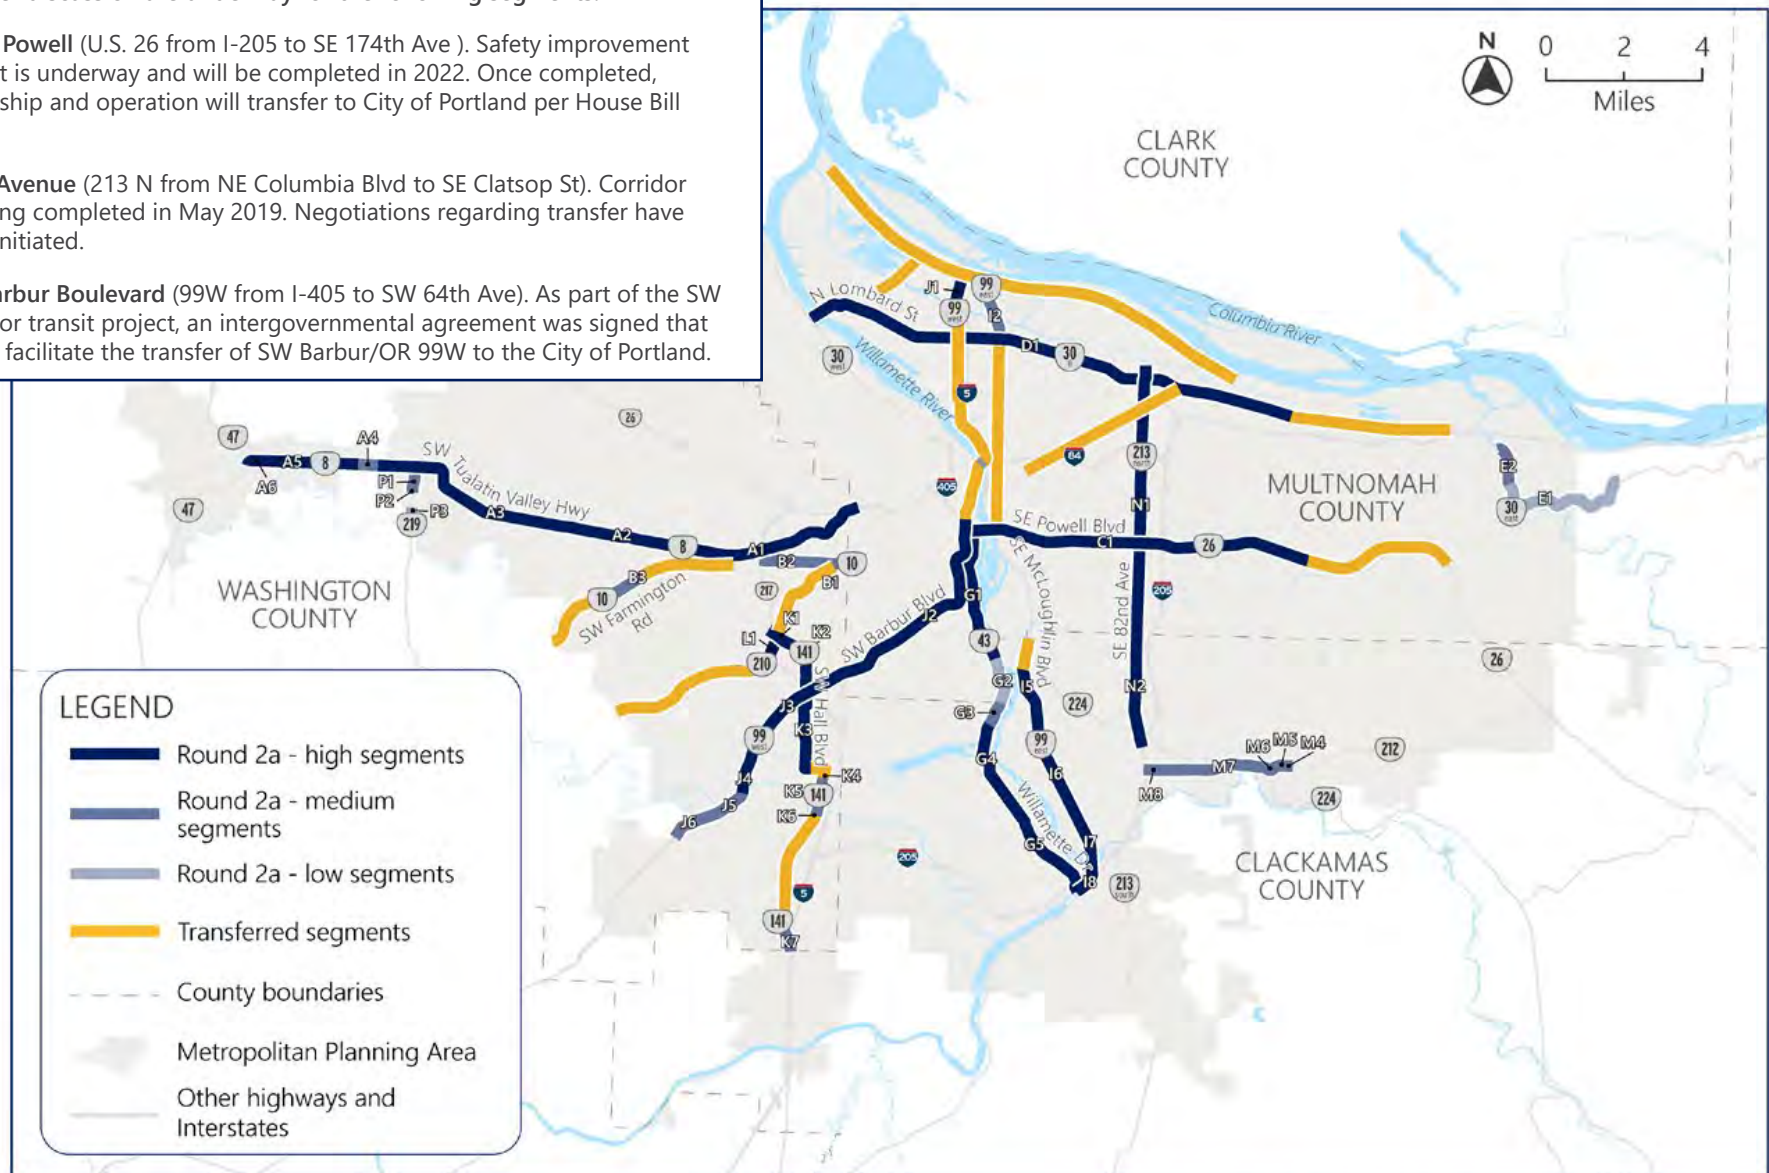 Powell (U.S. 26 from I-205 to SE 174th Ave ). Safety improvement
t is underway and will be completed in 2022. Once completed,
ship and operation will transfer to City of Portland per House Bill
Avenue (213 N from NE Columbia Blvd to SE Clatsop St). Corridor
ng completed in May 2019. Negotiations regarding transfer have
nitiated.
arbur Boulevard (99W from I-405 to SW 64th Ave). As part of the SW
or transit project, an intergovernmental agreement was signed that
facilitate the transfer of SW Barbur/OR 99W to the City of Portland.
N
0 2 4
Miles
CLARK
COUNTY
J1
99
west
99
east
I2
N Lombard St
D1
30
Columbia River
30
west
Willamette River
5
26
47
A4
A5
8
A6
P1
P2
P3
219
47
SW Tualatin Valley Hwy
A3
A2
8
A1
84
213
north
405
N1
MULTNOMAH
COUNTY
E2
30
east
E1
SE Powell Blvd
C1
26
B2
10
B3
10
217
B1
SW Farmington
Rd
WASHINGTON
COUNTY
SE McLoughlin Blvd
SE 82nd Ave
205
G1
J2
SW Barbur Blvd
K1
K2
L1
141
210
43
26
G2
I5
N2
224
G3
J3
SW Hall Blvd
K3
99
west
99
east
G4
I6
212
M6
M5
M4
M7
M8
224
J4
J5
J6
K4
K5
141
K6
Willamette Dr
G5
I7
I8
205
213
south
CLACKAMAS
COUNTY
5
141
K7
LEGEND
Round 2a - high segments
Round 2a - medium
segments
Round 2a - low segments
Transferred segments
County boundaries
Metropolitan Planning Area
Other highways and
Interstates